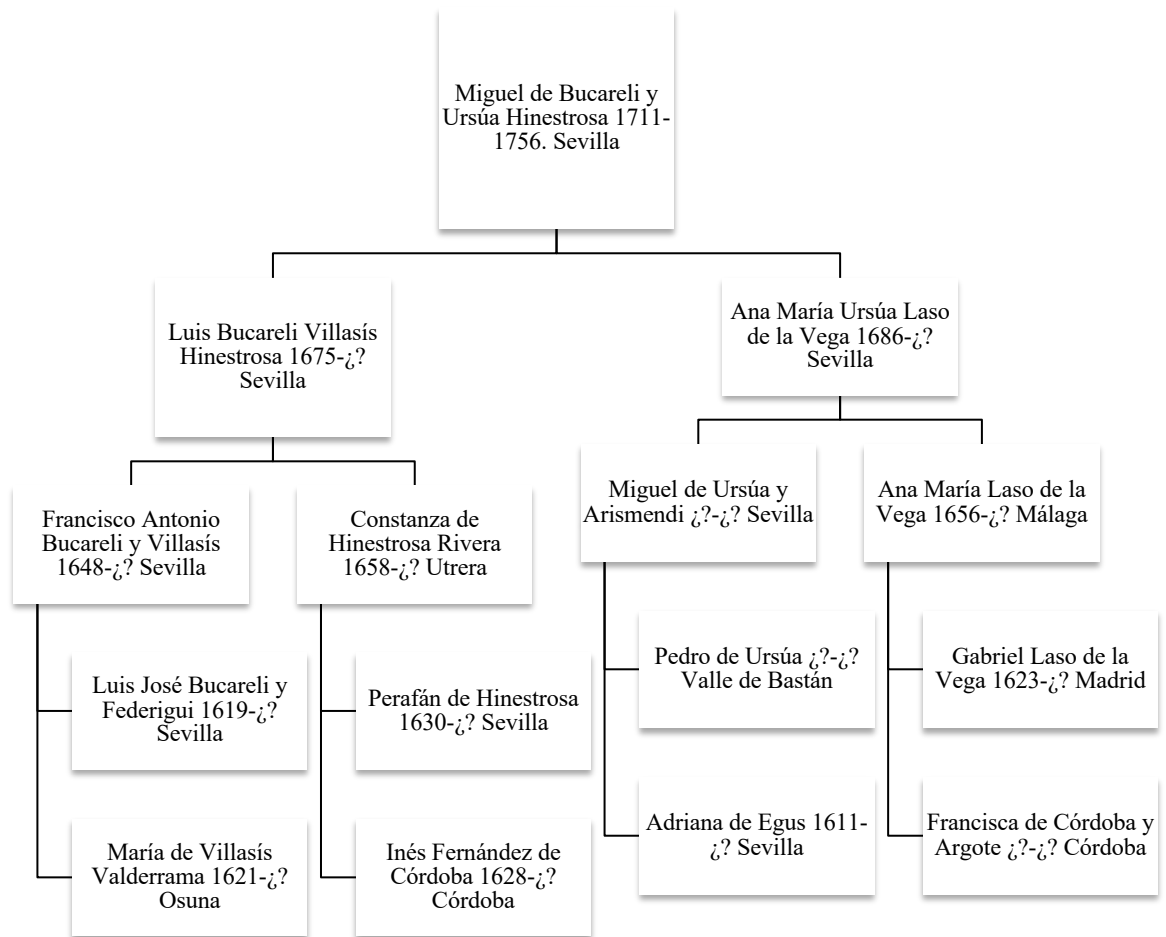 Miguel de Bucareli y
Ursúa Hinestrosa 1711-
1756. Sevilla
Luis Bucareli Villasís
Hinestrosa 1675-¿?
Sevilla
Ana María Ursúa Laso
de la Vega 1686-¿?
Sevilla
Francisco Antonio
Bucareli y Villasís
1648-¿? Sevilla
Constanza de
Hinestrosa Rivera
1658-¿? Utrera
Miguel de Ursúa y
Arismendi ¿?-¿? Sevilla
Ana María Laso de la
Vega 1656-¿? Málaga
Luis José Bucareli y
Federigui 1619-¿?
Sevilla
Perafán de Hinestrosa
1630-¿? Sevilla
Pedro de Ursúa ¿?-¿?
Valle de Bastán
Gabriel Laso de la
Vega 1623-¿? Madrid
María de Villasís
Valderrama 1621-¿?
Osuna
Inés Fernández de
Córdoba 1628-¿?
Córdoba
Adriana de Egus 1611-
¿? Sevilla
Francisca de Córdoba y
Argote ¿?-¿? Córdoba